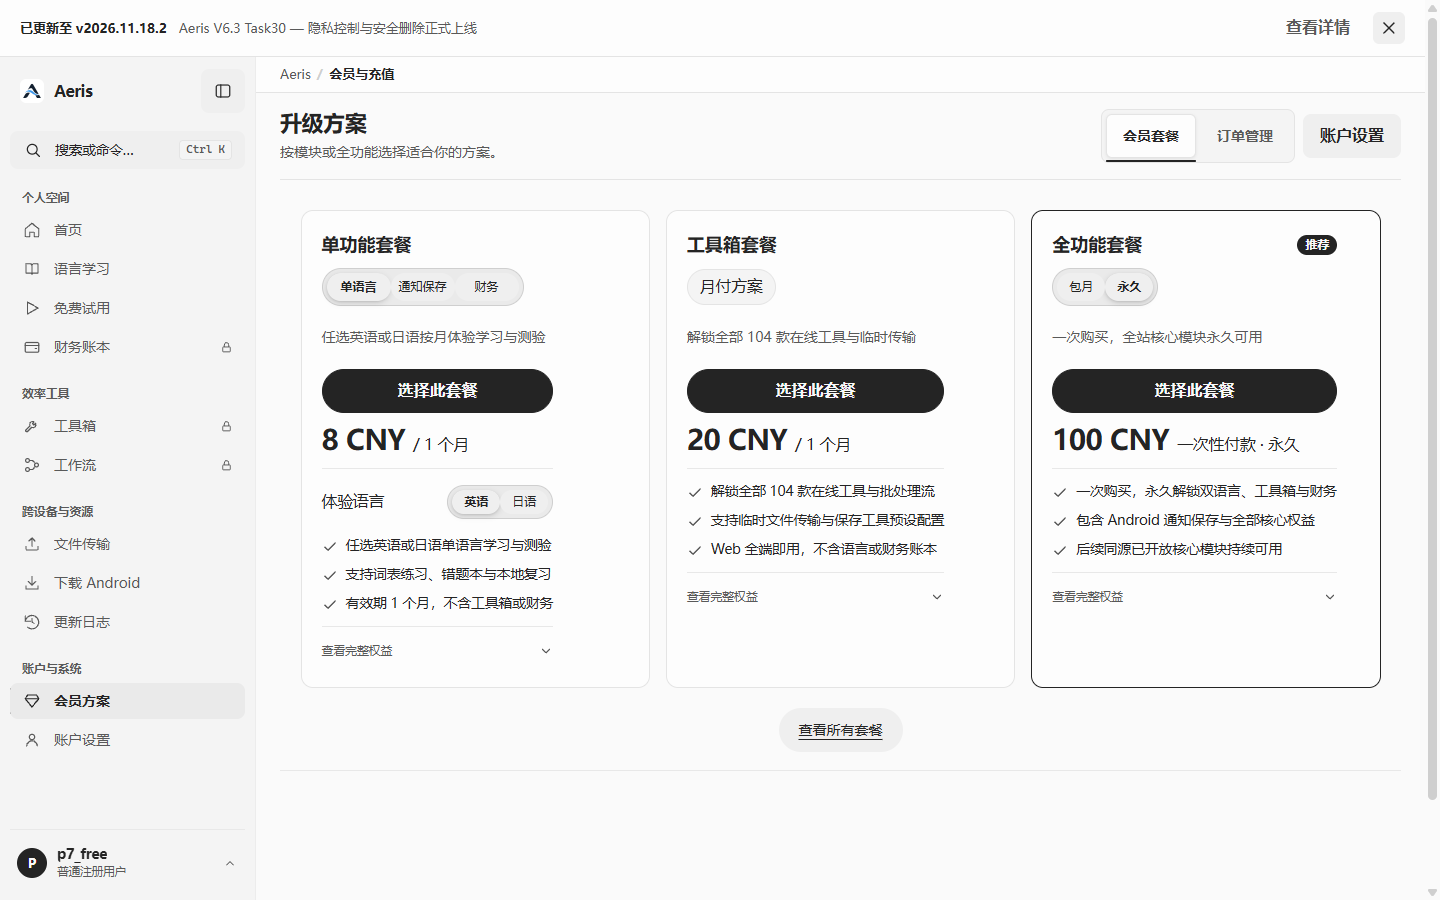 已更新至 v2026.11.18.2 Aeris V6.3 Task30 — 隐私控制与安全删除正式上线
查看详情
Aeris
搜索或命令... Ctrl K
个人空间
首页
语言学习
免费试用
财务账本
效率工具
工具箱
工作流
跨设备与资源
文件传输
下载 Android
更新日志
账户与系统
会员方案
账户设置
P
p7_free
普通注册用户
Aeris / 会员与充值
升级方案
按模块或全功能选择适合你的方案。
会员套餐 订单管理 账户设置
单功能套餐
单语言 通知保存 财务
任选英语或日语按月体验学习与测验
选择此套餐
8 CNY / 1 个月
体验语言 英语 日语
任选英语或日语单语言学习与测验
支持词表练习、错题本与本地复习
有效期 1 个月，不含工具箱或财务
查看完整权益
工具箱套餐
月付方案
解锁全部 104 款在线工具与临时传输
选择此套餐
20 CNY / 1 个月
解锁全部 104 款在线工具与批处理流
支持临时文件传输与保存工具预设配置
Web 全端即用，不含语言或财务账本
查看完整权益
全功能套餐 推荐
包月 永久
一次购买，全站核心模块永久可用
选择此套餐
100 CNY 一次性付款 · 永久
一次购买，永久解锁双语言、工具箱与财务
包含 Android 通知保存与全部核心权益
后续同源已开放核心模块持续可用
查看完整权益
查看所有套餐